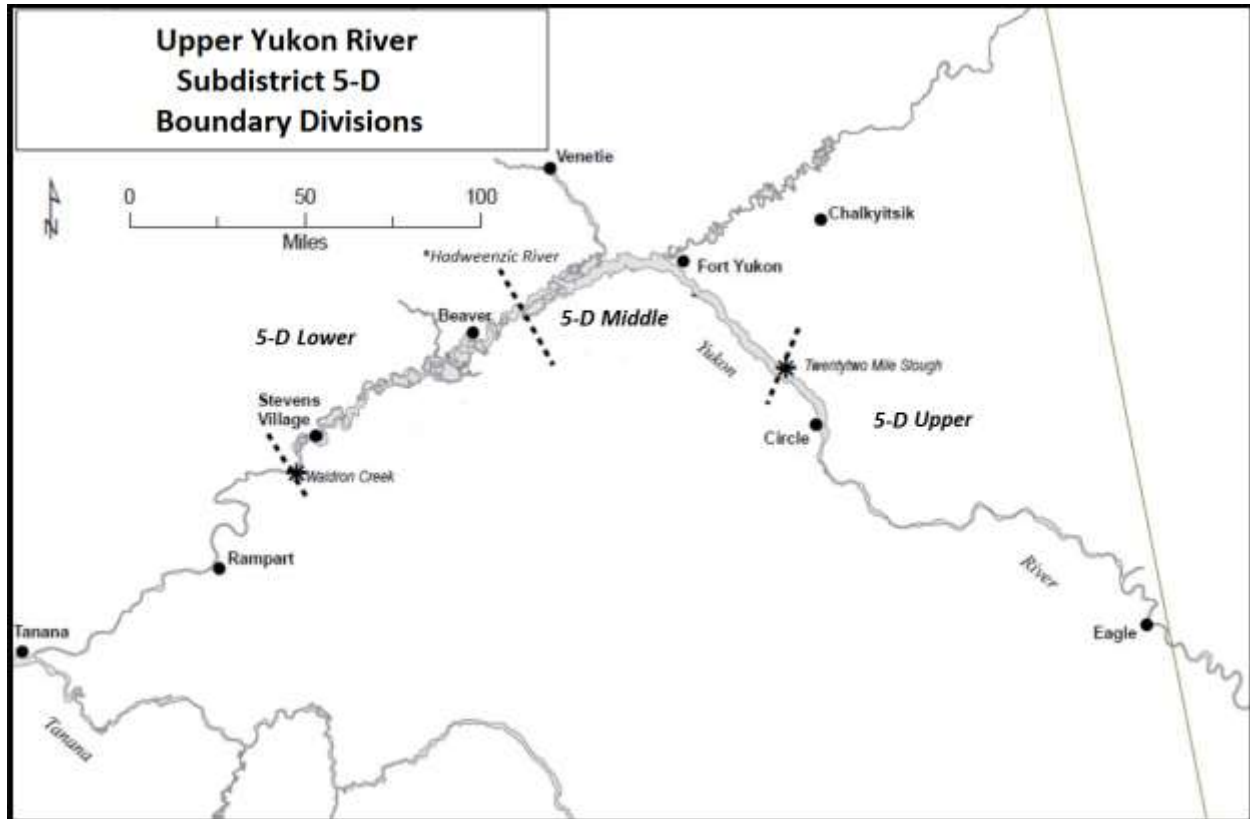 Upper Yukon River
Subdistrict 5-D
Boundary Divisions
Venetie
0 50 100
Miles
N
Chalkyitsik
*Hadweenzic River
Fort Yukon
Beaver
5-D Middle
5-D Lower
Yukon
Twentytwo Mile Slough
Stevens
Village
5-D Upper
Circle
Waldron Creek
Rampart
River
Tanana
Eagle
Tanana